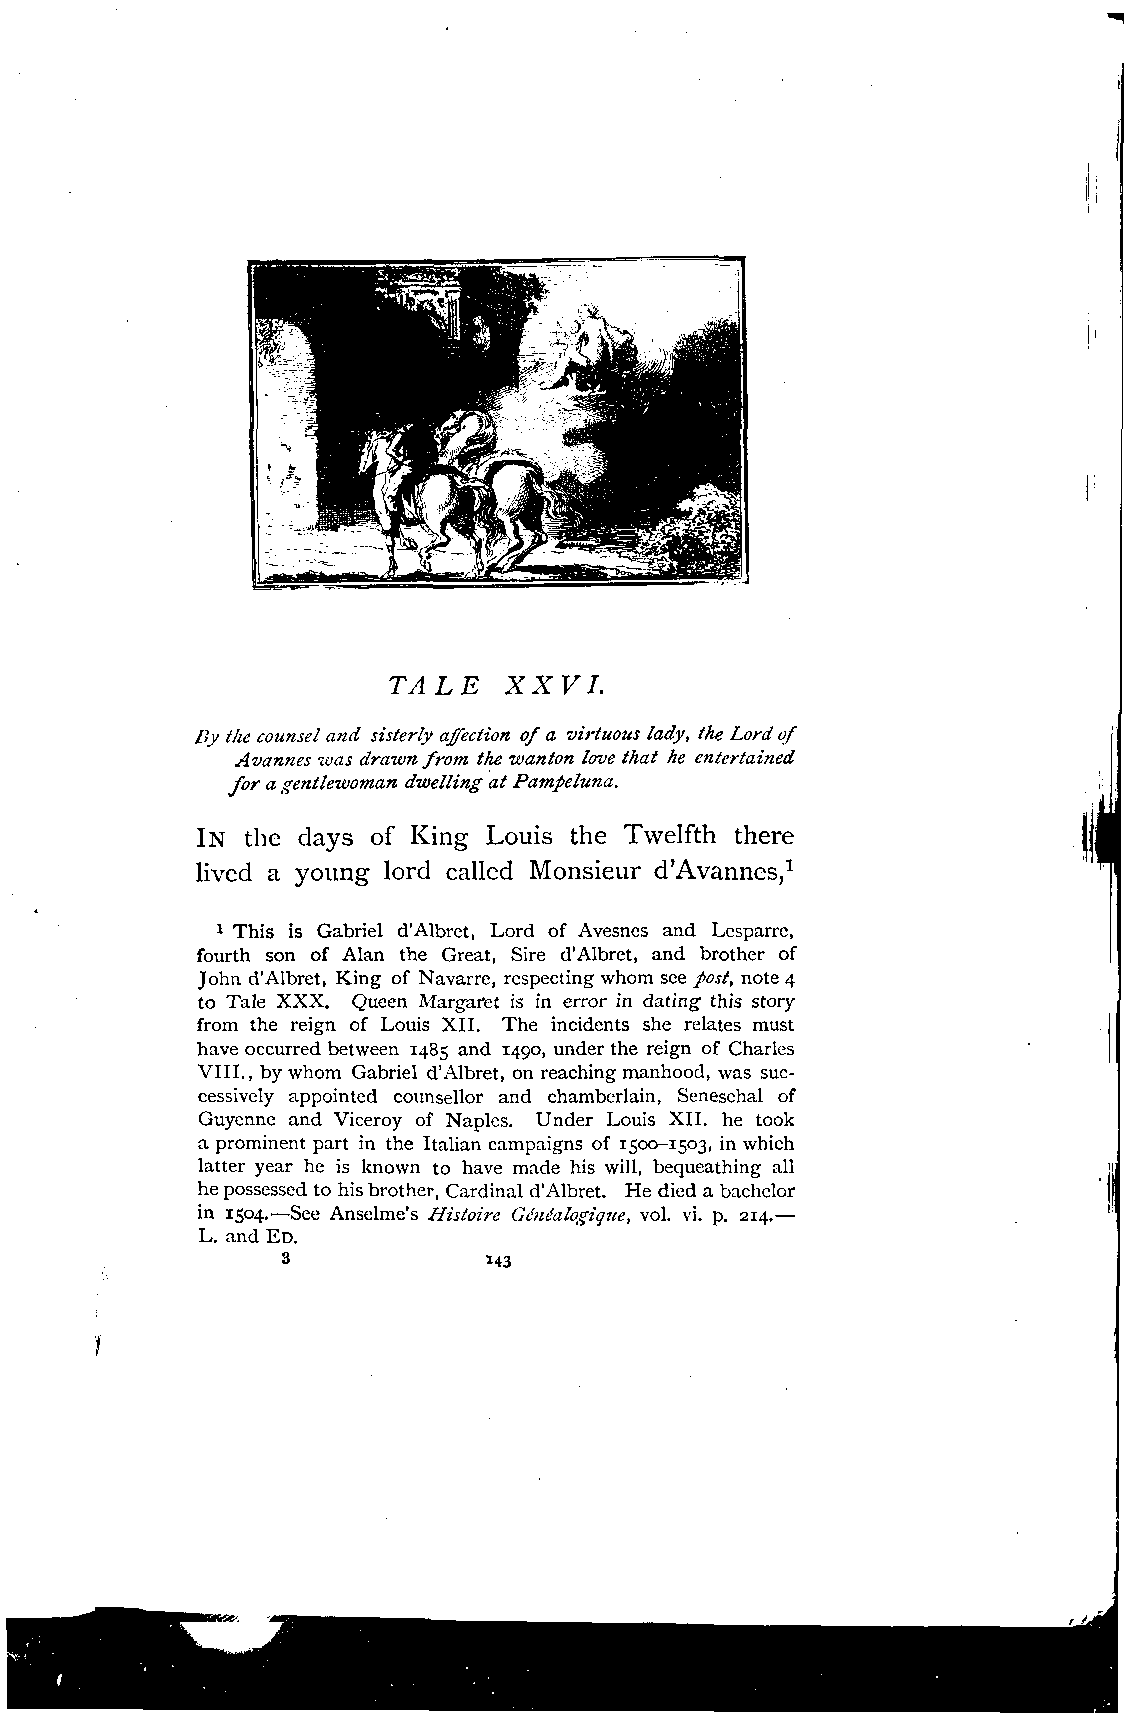 TALE XXVI.
By the counsel and sisterly affection of a virtuous lady, the Lord of
Avannes was drawn from the wanton love that he entertained
for a gentlewoman dwelling at Pampeluna.
IN the days of King Louis the Twelfth there
lived a young lord called Monsieur d'Avannes,¹
¹ This is Gabriel d'Albret, Lord of Avesnes and Lesparre,
fourth son of Alan the Great, Sire d'Albret, and brother of
John d'Albret, King of Navarre, respecting whom see post, note 4
to Tale XXX. Queen Margaret is in error in dating this story
from the reign of Louis XII. The incidents she relates must
have occurred between 1485 and 1490, under the reign of Charles
VIII., by whom Gabriel d'Albret, on reaching manhood, was suc-
cessively appointed counsellor and chamberlain, Seneschal of
Guyenne and Viceroy of Naples. Under Louis XII. he took
a prominent part in the Italian campaigns of 1500–1503, in which
latter year he is known to have made his will, bequeathing all
he possessed to his brother, Cardinal d'Albret. He died a bachelor
in 1504.—See Anselme's Histoire Généalogique, vol. vi. p. 214.—
L. and ED.
3 143